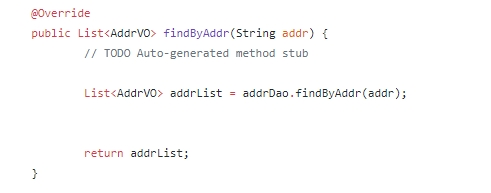 @Override
public List<AddrVO> findByAddr(String addr) {
// TODO Auto-generated method stub
List<AddrVO> addrList = addrDao.findByAddr(addr);
return addrList;
}